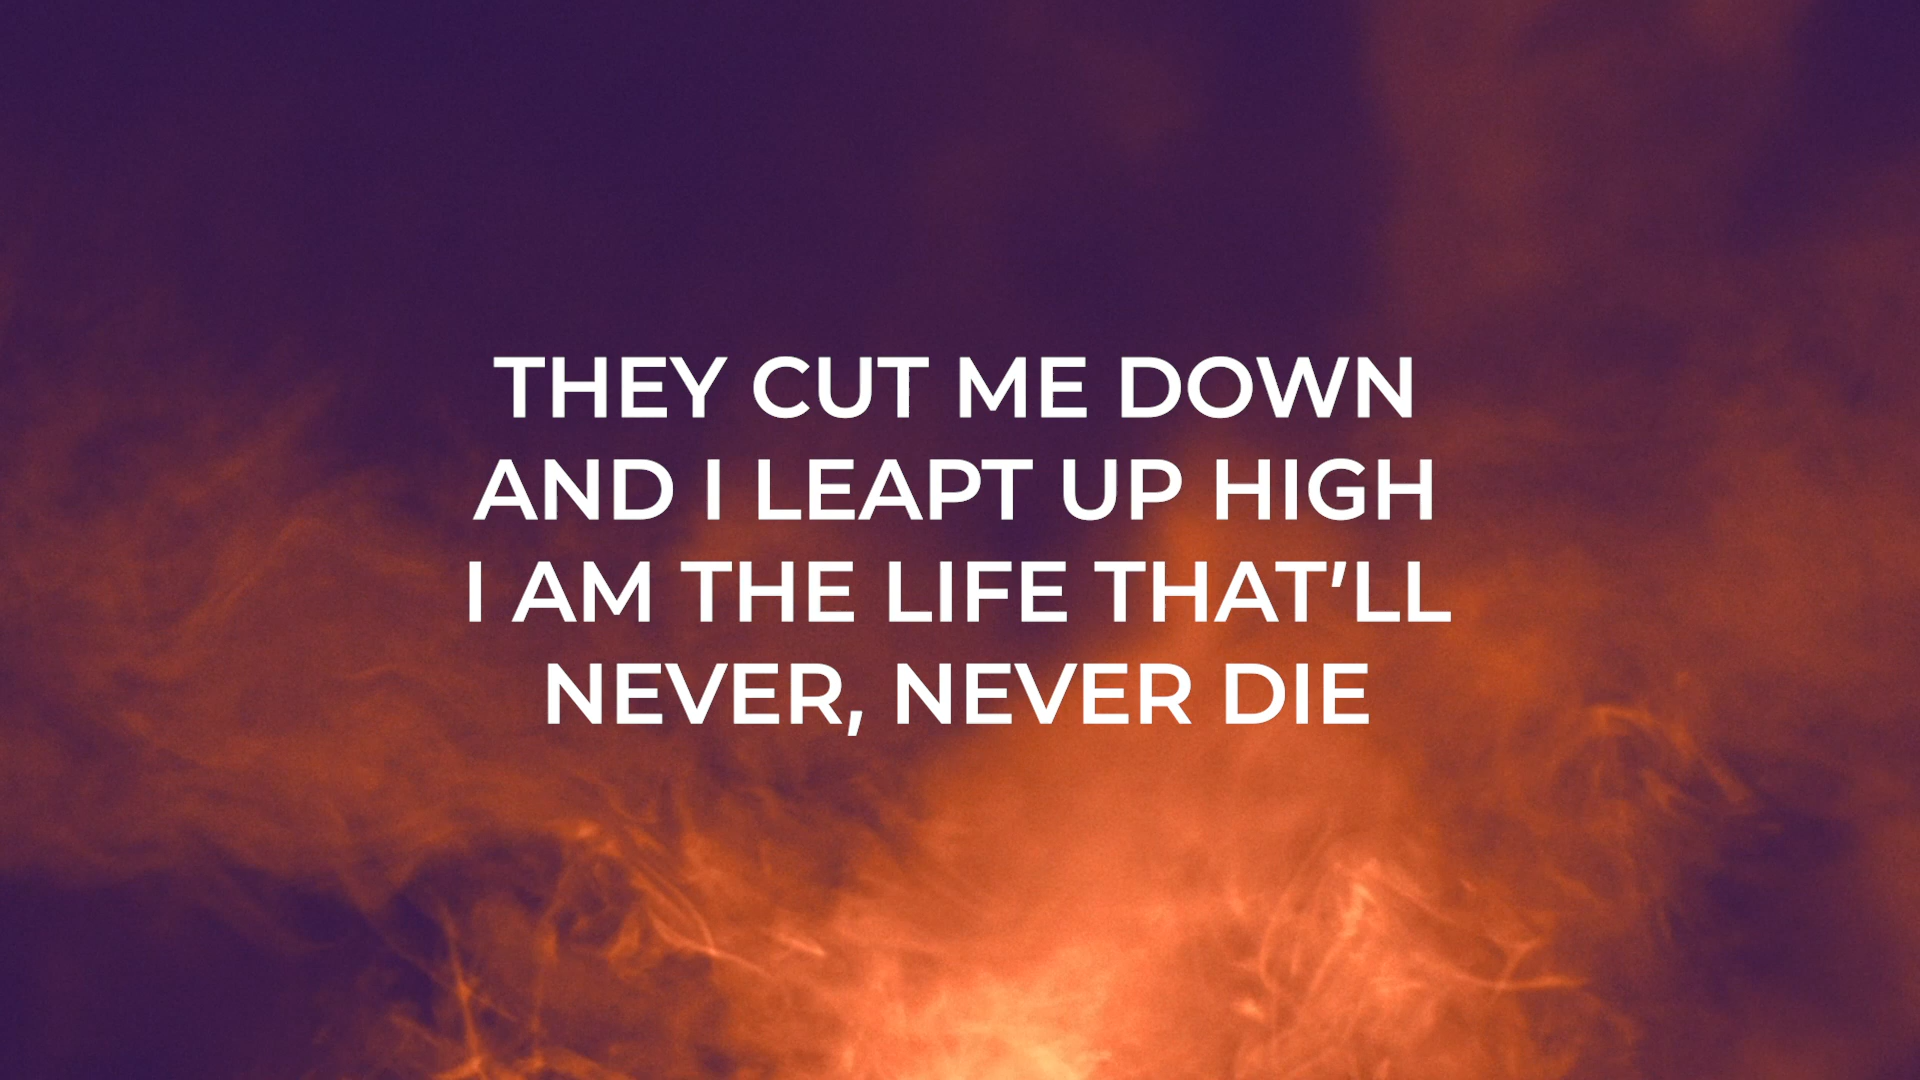 THEY CUT ME DOWN
AND I LEAPT UP HIGH
I AM THE LIFE THAT’LL
NEVER, NEVER DIE